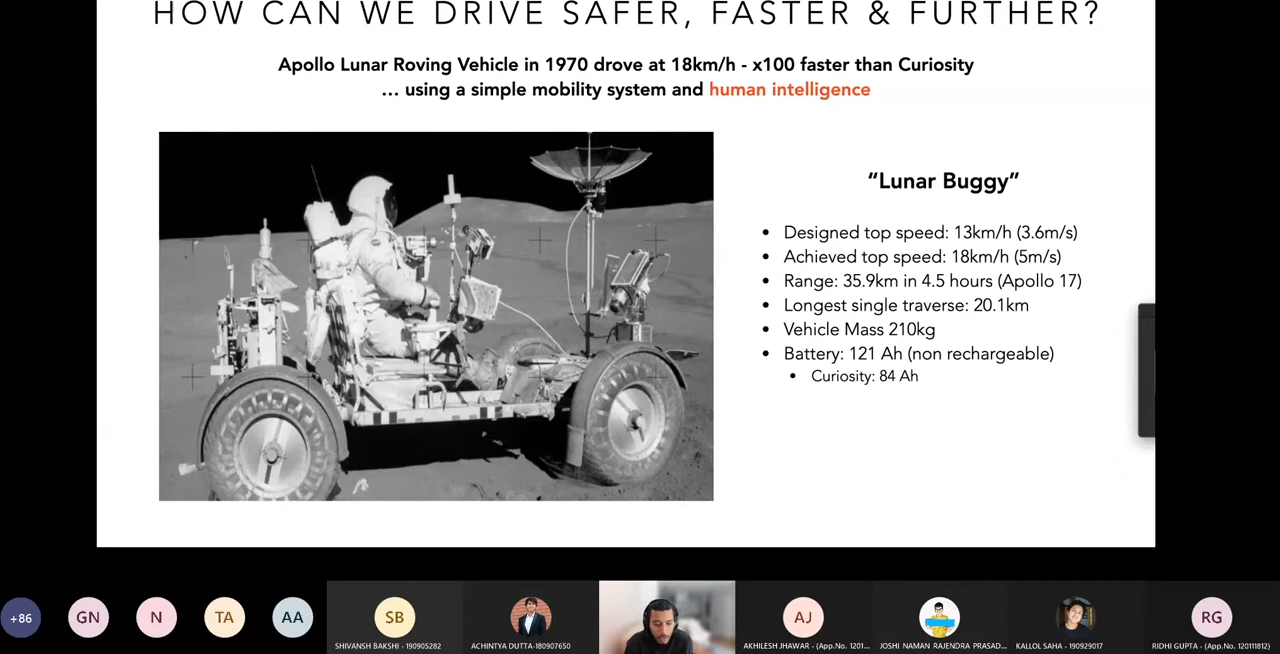 HOW CAN WE DRIVE SAFER, FASTER & FURTHER?
Apollo Lunar Roving Vehicle in 1970 drove at 18km/h - x100 faster than Curiosity
... using a simple mobility system and human intelligence
“Lunar Buggy”
• Designed top speed: 13km/h (3.6m/s)
• Achieved top speed: 18km/h (5m/s)
• Range: 35.9km in 4.5 hours (Apollo 17)
• Longest single traverse: 20.1km
• Vehicle Mass 210kg
• Battery: 121 Ah (non rechargeable)
• Curiosity: 84 Ah
+86 GN N TA AA SB AJ RG
SHIVANSH BAKSHI - 190905282 ACHINTYA DUTTA-180907650 AKHILESH JHAWAR - (App.No. 1201... JOSHI NAMAN RAJENDRA PRASAD... KALLOL SAHA - 190929017 RIDHI GUPTA - (App.No. 120111812)